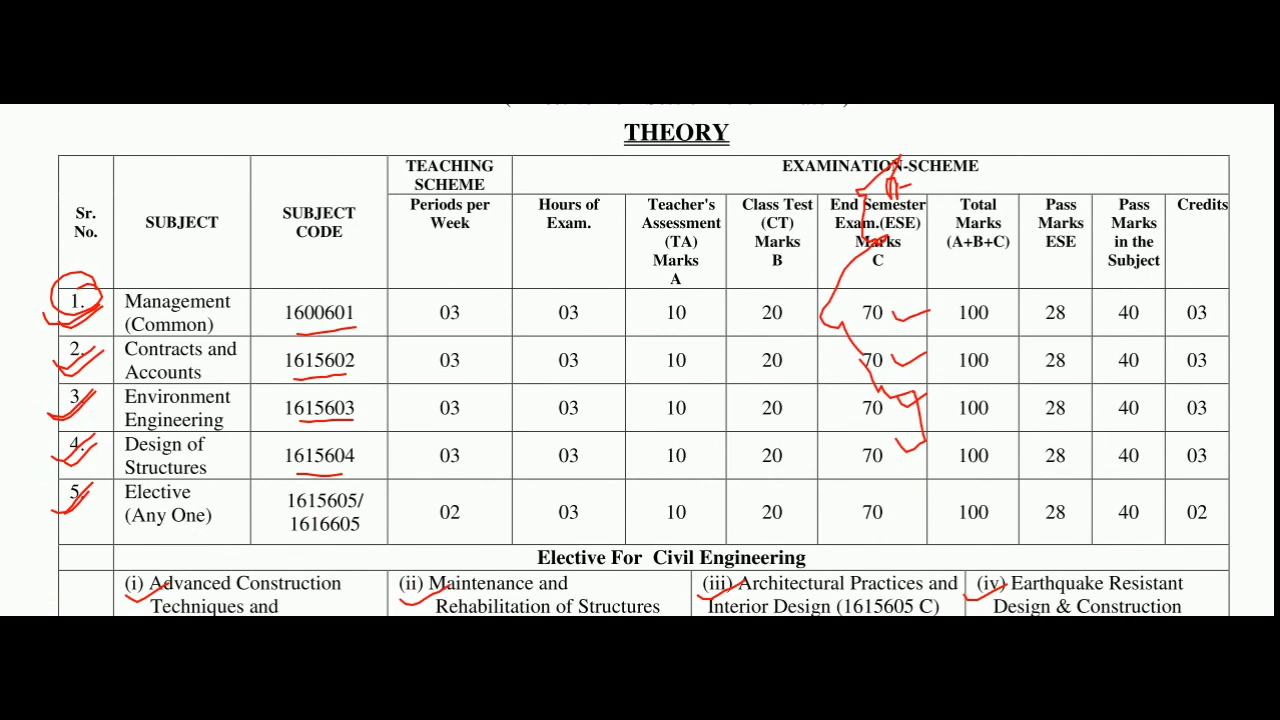 THEORY
TEACHING SCHEME
EXAMINATION-SCHEME
Sr. No.
SUBJECT
SUBJECT CODE
Periods per Week
Hours of Exam.
Teacher's Assessment (TA) Marks A
Class Test (CT) Marks B
End Semester Exam.(ESE) Marks C
Total Marks (A+B+C)
Pass Marks ESE
Pass Marks in the Subject
Credits
1. Management (Common) 1600601 03 03 10 20 70 100 28 40 03
2. Contracts and Accounts 1615602 03 03 10 20 70 100 28 40 03
3. Environment Engineering 1615603 03 03 10 20 70 100 28 40 03
4. Design of Structures 1615604 03 03 10 20 70 100 28 40 03
5. Elective (Any One) 1615605/ 1616605 02 03 10 20 70 100 28 40 02
Elective For Civil Engineering
(i) Advanced Construction Techniques and
(ii) Maintenance and Rehabilitation of Structures
(iii) Architectural Practices and Interior Design (1615605 C)
(iv) Earthquake Resistant Design & Construction